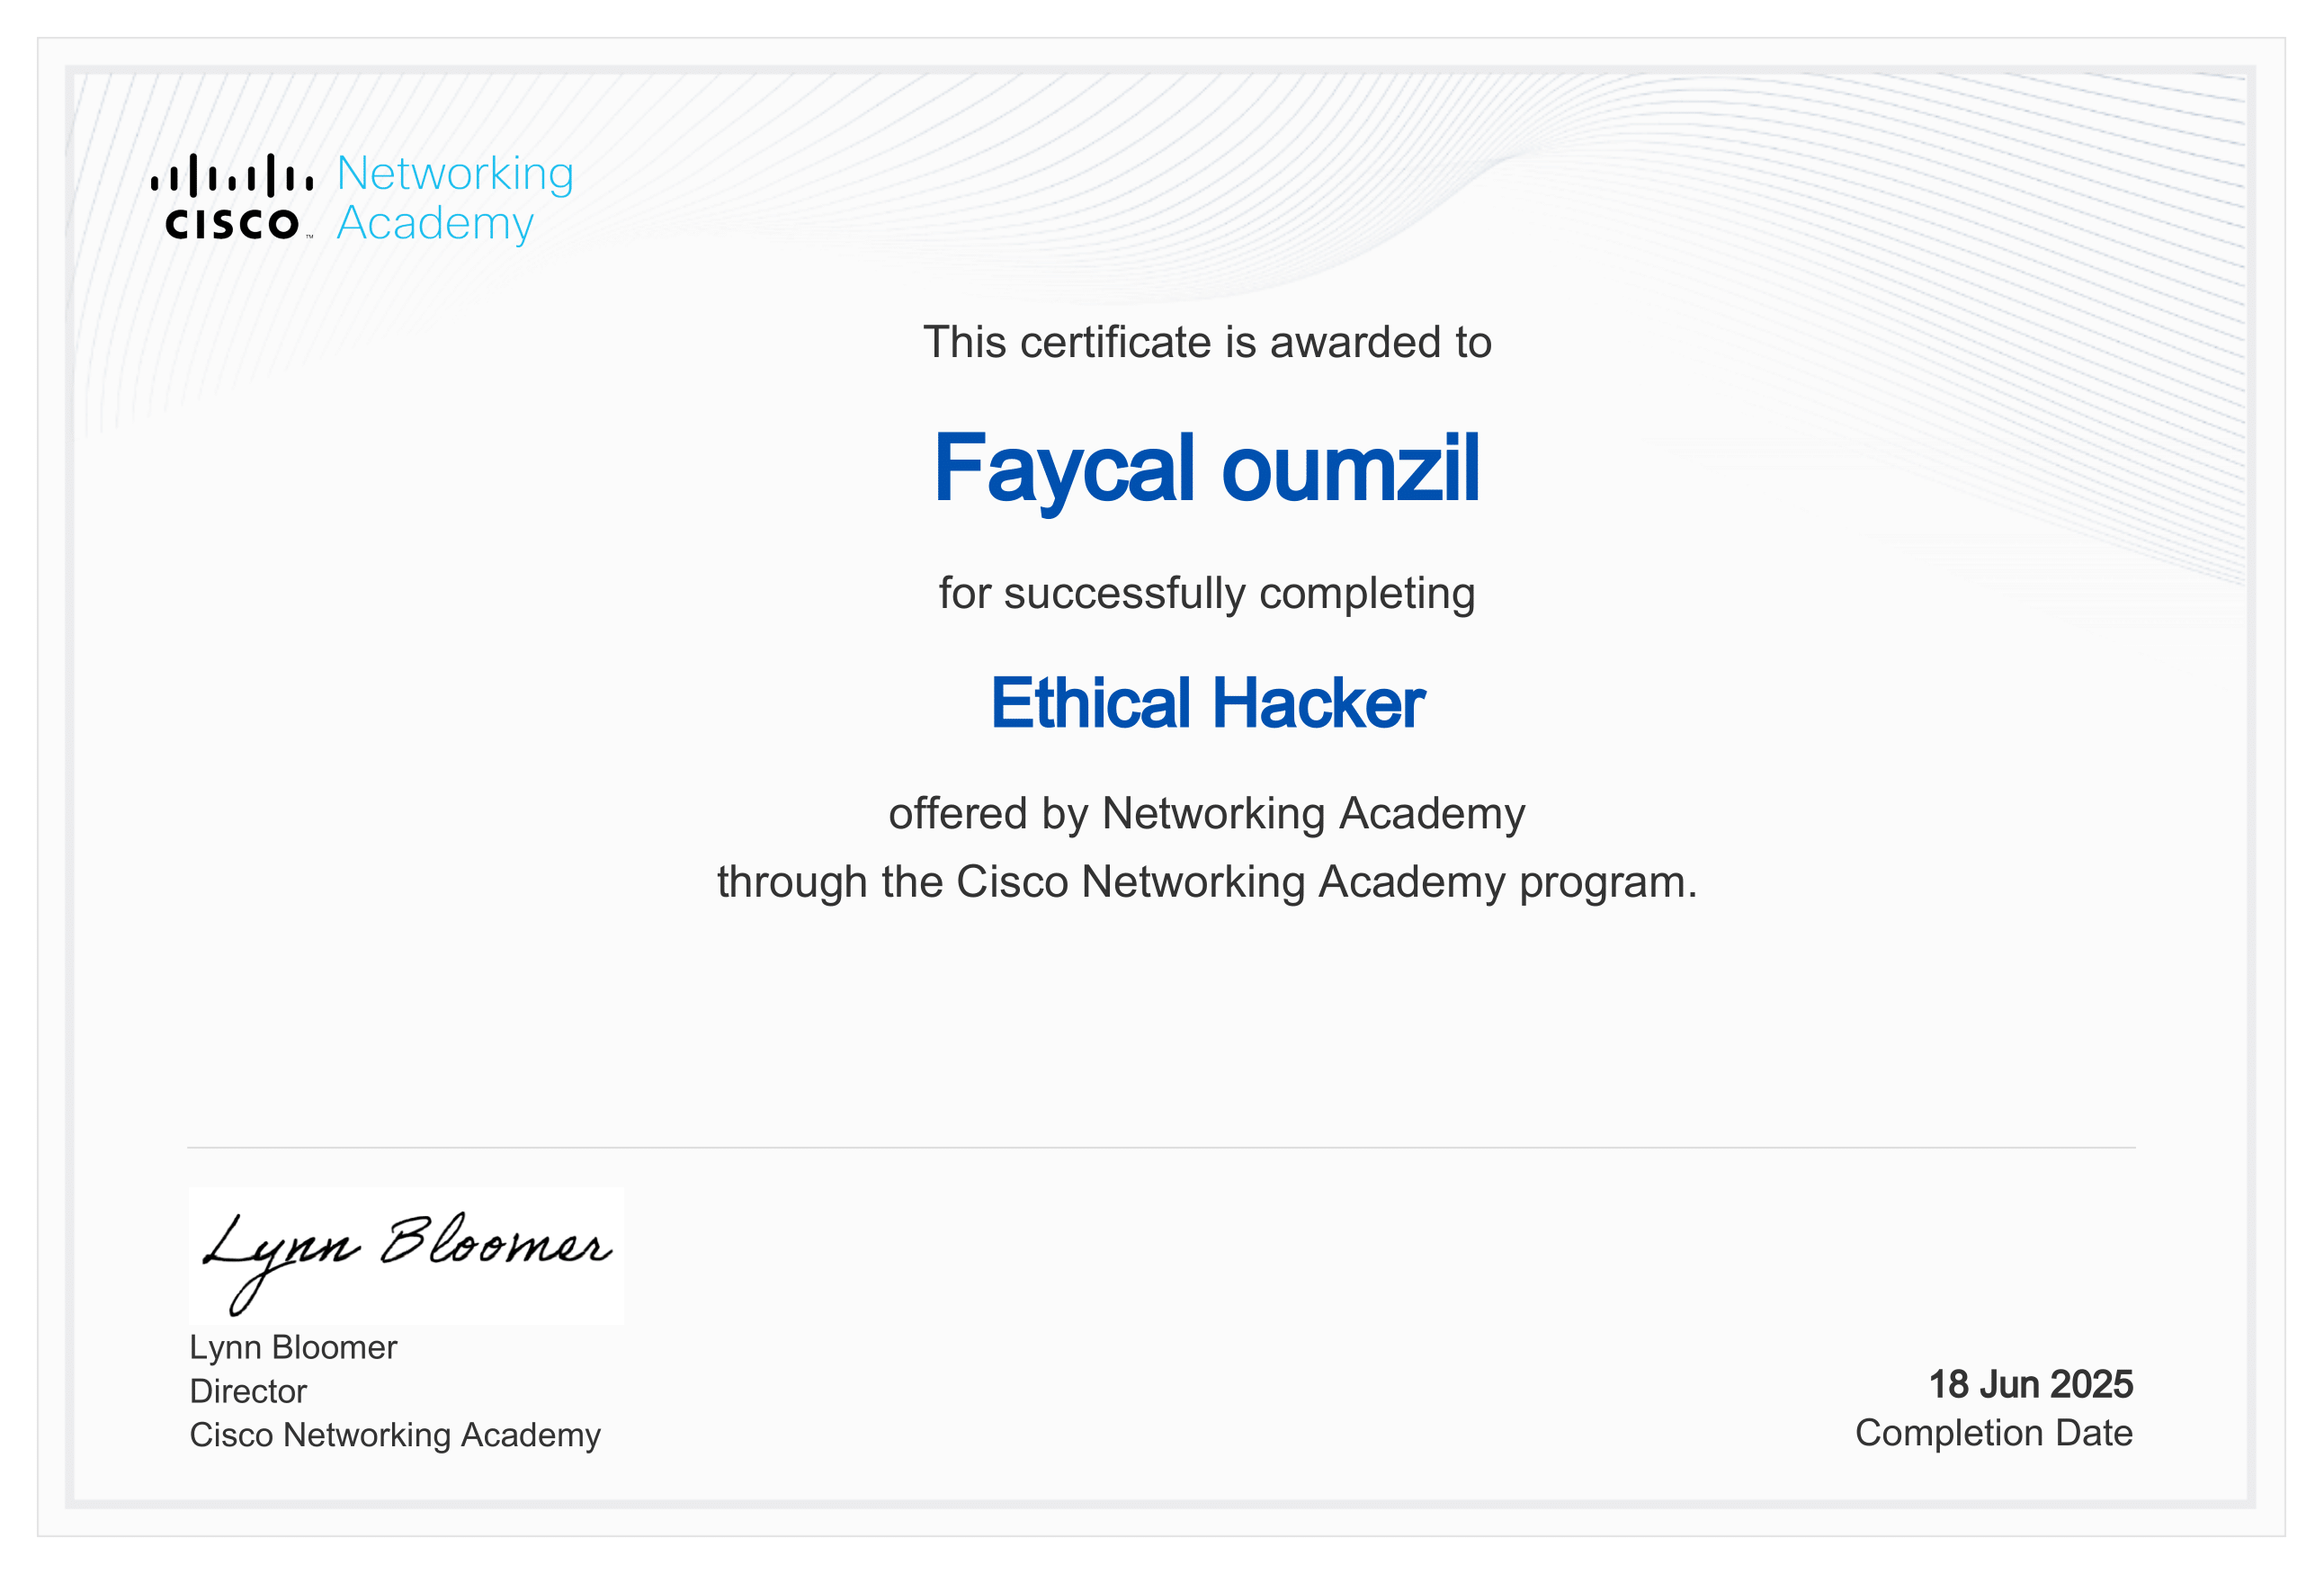 Networking
Academy
CISCO™
This certificate is awarded to
Faycal oumzil
for successfully completing
Ethical Hacker
offered by Networking Academy
through the Cisco Networking Academy program.
Lynn Bloomer
Lynn Bloomer
Director
Cisco Networking Academy
18 Jun 2025
Completion Date